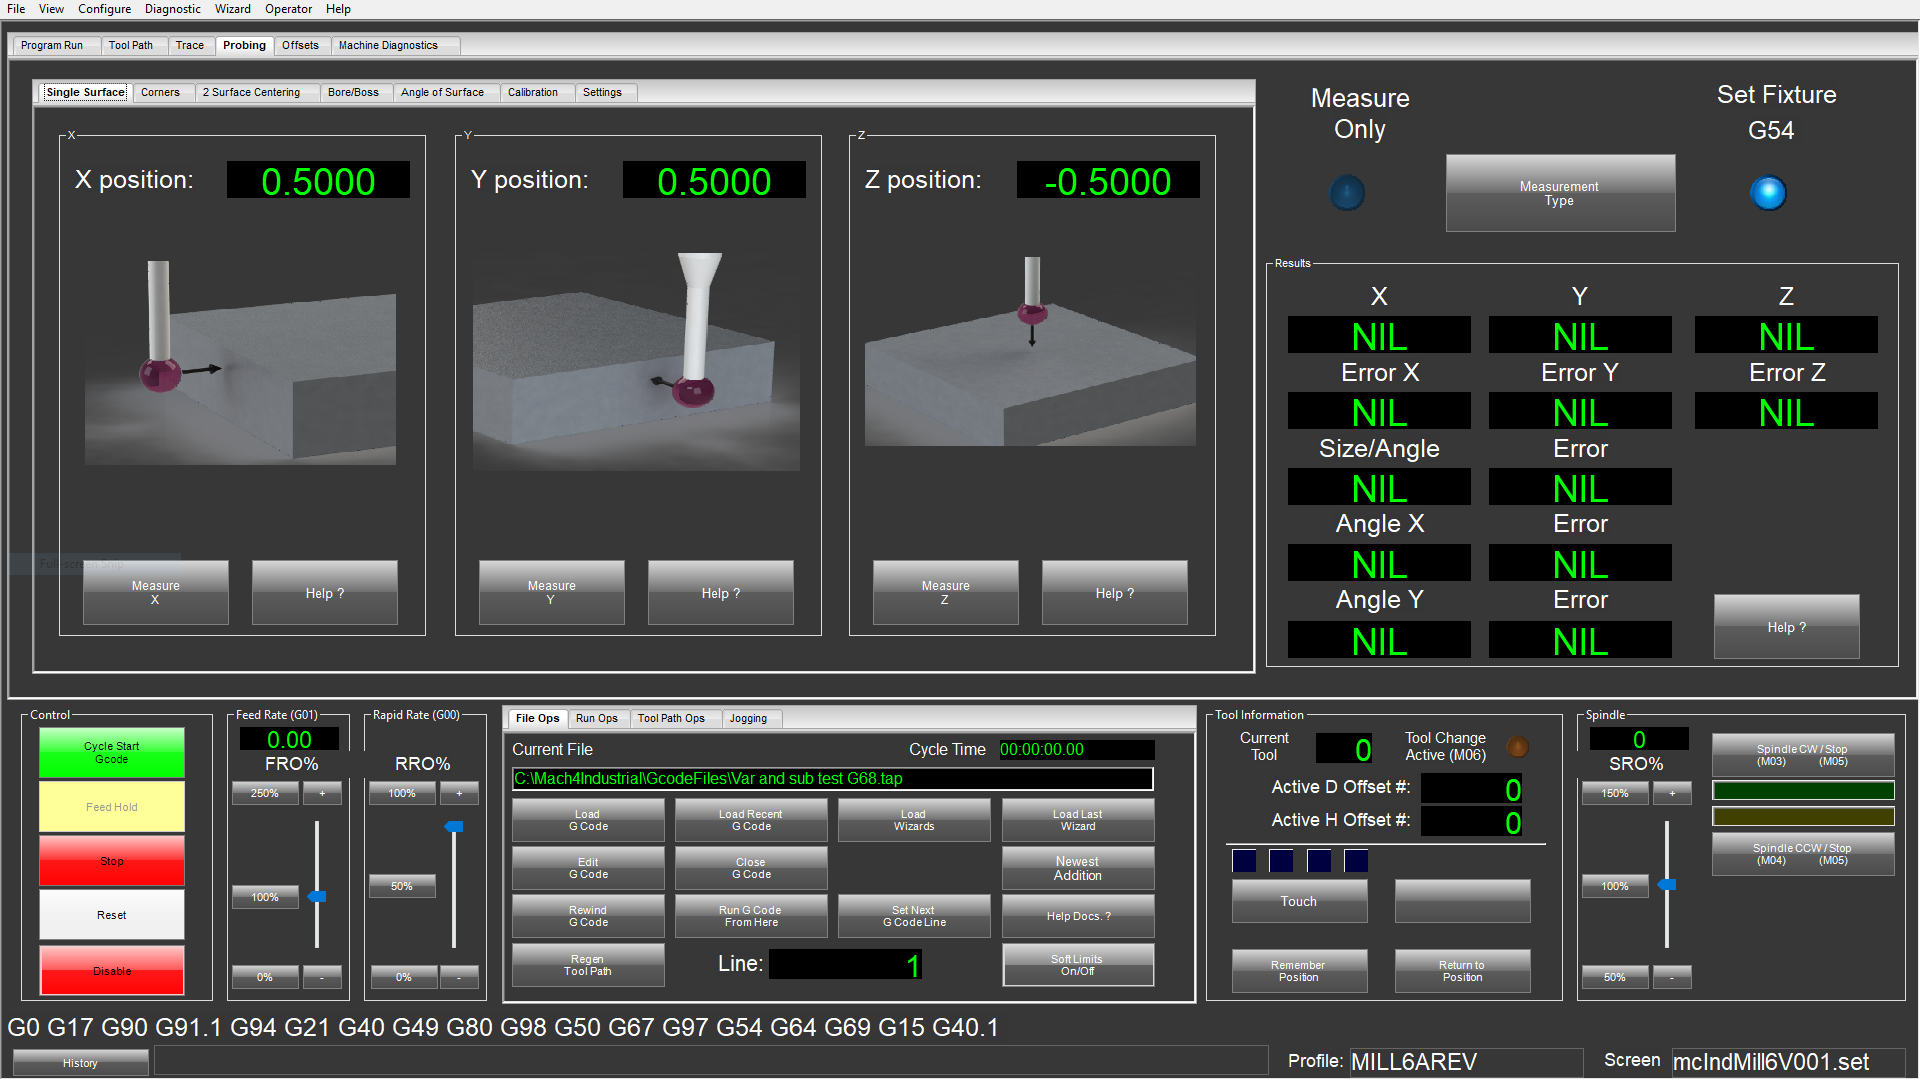 File View Configure Diagnostic Wizard Operator Help
Program Run Tool Path Trace Probing Offsets Machine Diagnostics
Single Surface Corners 2 Surface Centering Bore/Boss Angle of Surface Calibration Settings
X
X position: 0.5000
Measure
X
Help ?
Y
Y position: 0.5000
Measure
Y
Help ?
Z
Z position: -0.5000
Measure
Z
Help ?
Full-screen Snip
Measure
Only
Measurement
Type
Set Fixture
G54
Results
X Y Z
NIL NIL NIL
Error X Error Y Error Z
NIL NIL NIL
Size/Angle Error
NIL NIL
Angle X Error
NIL NIL
Angle Y Error
NIL NIL
Help ?
Control
Cycle Start
Gcode
Feed Hold
Stop
Reset
Disable
Feed Rate (G01)
0.00
FRO%
250% +
100%
0% -
Rapid Rate (G00)
RRO%
100% +
50%
0% -
File Ops Run Ops Tool Path Ops Jogging
Current File Cycle Time 00:00:00.00
C:\Mach4Industrial\GcodeFiles\Var and sub test G68.tap
Load
G Code
Load Recent
G Code
Load
Wizards
Load Last
Wizard
Edit
G Code
Close
G Code
Newest
Addition
Rewind
G Code
Run G Code
From Here
Set Next
G Code Line
Help Docs. ?
Regen
Tool Path
Line: 1
Soft Limits
On/Off
Tool Information
Current
Tool
0
Tool Change
Active (M06)
Active D Offset #: 0
Active H Offset #: 0
Touch
Remember
Position
Return to
Position
Spindle
0
SRO%
150% +
100%
50% -
Spindle CW / Stop
(M03) (M05)
Spindle CCW / Stop
(M04) (M05)
G0 G17 G90 G91.1 G94 G21 G40 G49 G80 G98 G50 G67 G97 G54 G64 G69 G15 G40.1
History
Profile: MILL6AREV
Screen mcIndMill6V001.set